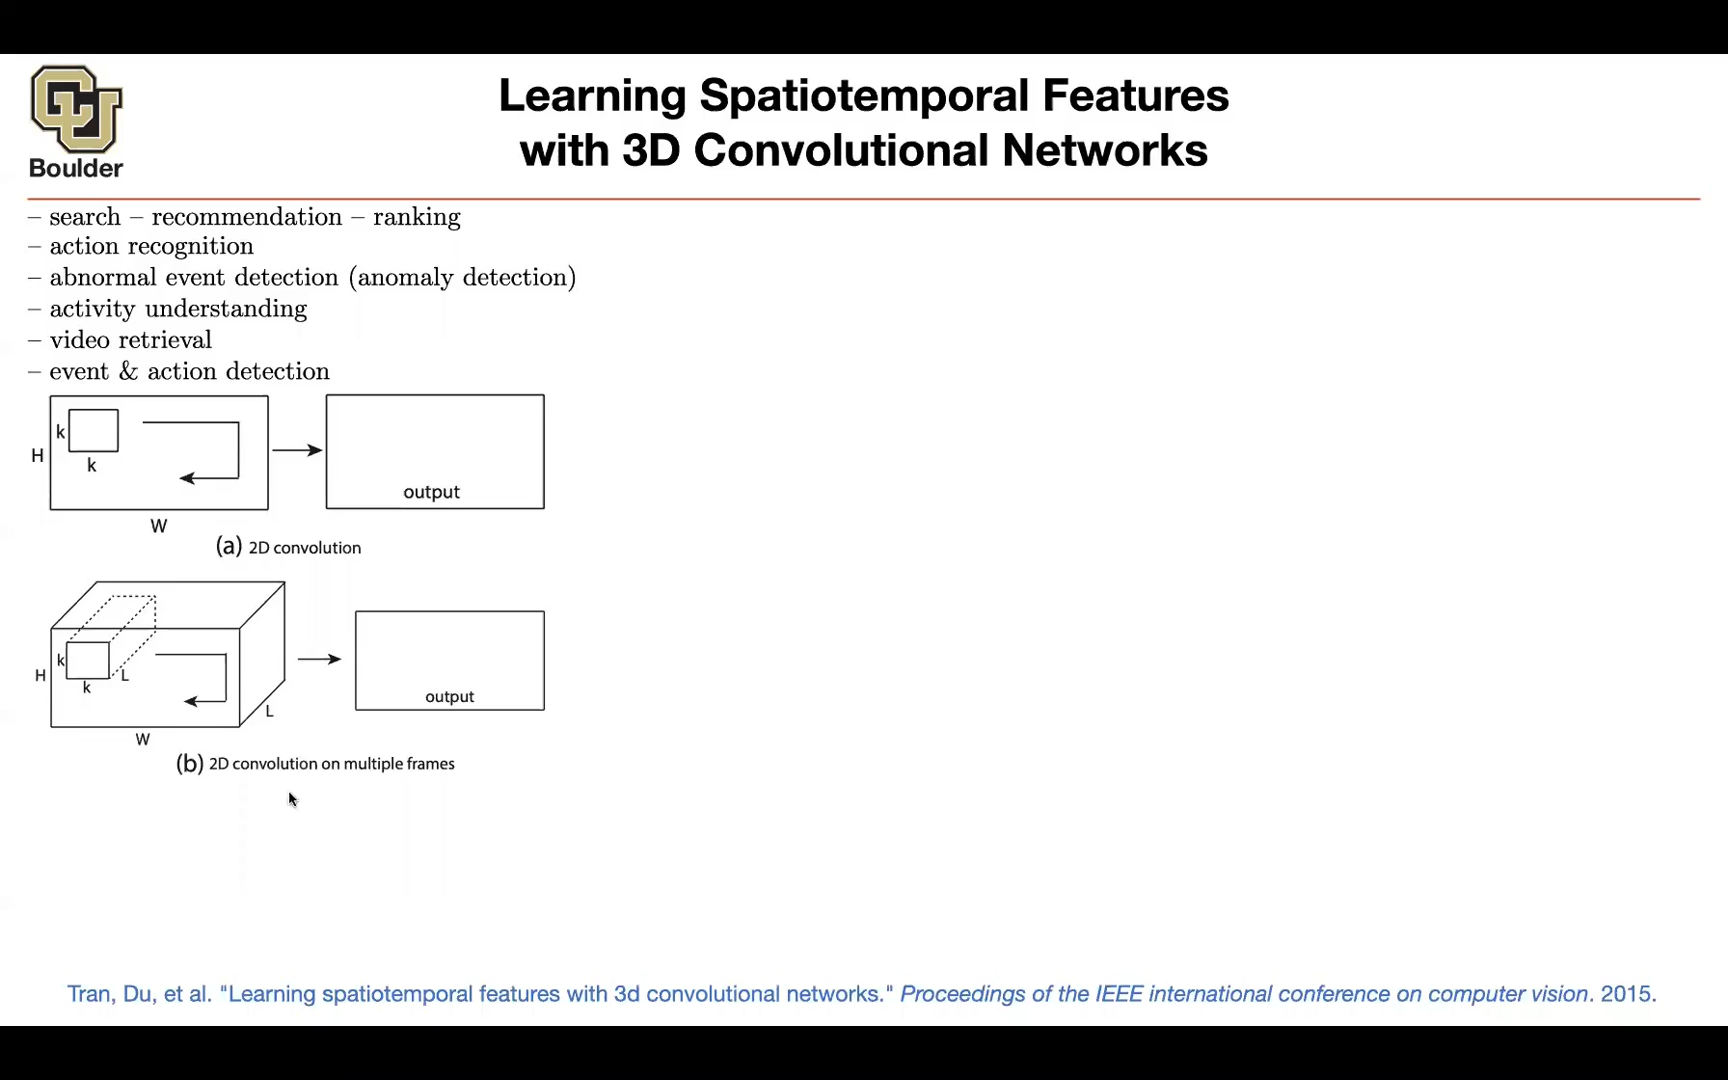 Learning Spatiotemporal Features
with 3D Convolutional Networks
CU
Boulder
– search – recommendation – ranking
– action recognition
– abnormal event detection (anomaly detection)
– activity understanding
– video retrieval
– event & action detection
k
H
k
output
W
(a) 2D convolution
k
H
L
k
output
L
W
(b) 2D convolution on multiple frames
Tran, Du, et al. "Learning spatiotemporal features with 3d convolutional networks." Proceedings of the IEEE international conference on computer vision. 2015.